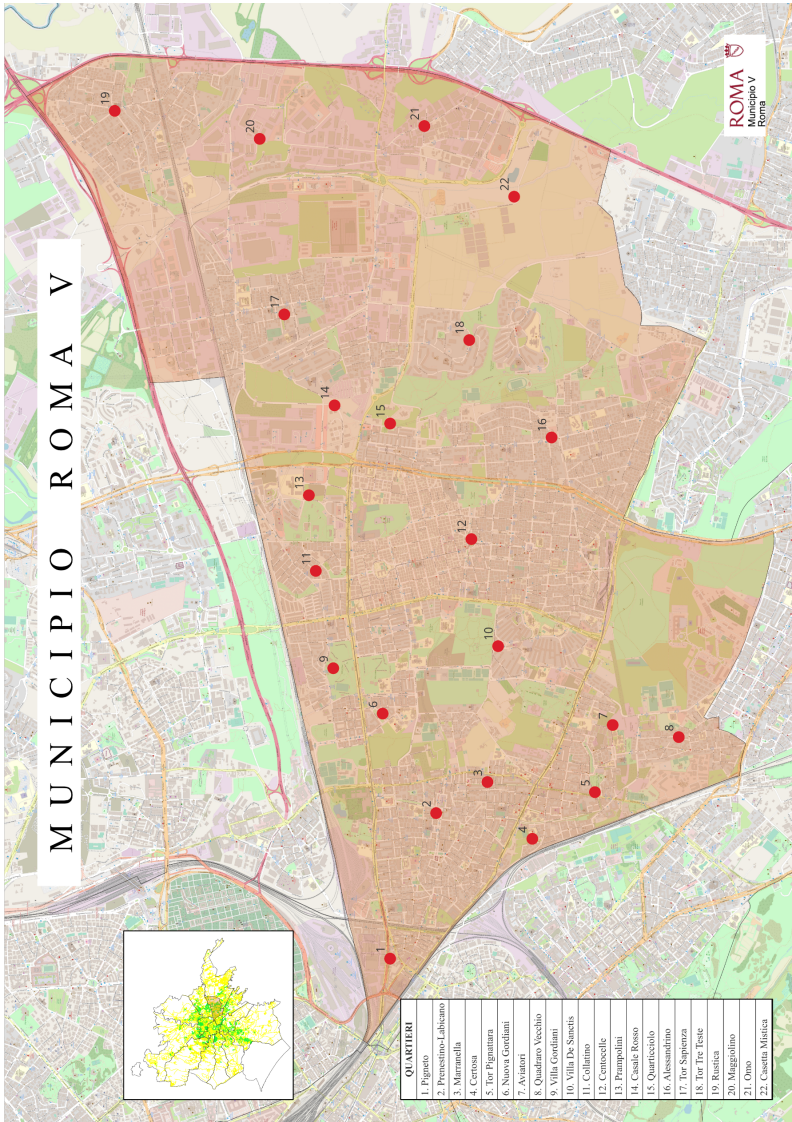 MUNICIPIO ROMA V
ROMA
Municipio V
Roma
19
20
21
22
17
18
14
15
16
13
11
12
9
10
6
7
8
3
2
5
4
1
QUARTIERI
1. Pigneto
2. Prenestino-Labicano
3. Marranella
4. Certosa
5. Tor Pignattara
6. Nuova Gordiani
7. Aviatori
8. Quadraro Vecchio
9. Villa Gordiani
10. Villa De Sanctis
11. Collatino
12. Centocelle
13. Prampolini
14. Casale Rosso
15. Quarticciolo
16. Alessandrino
17. Tor Sapienza
18. Tor Tre Teste
19. Rustica
20. Maggiolino
21. Omo
22. Casetta Mistica